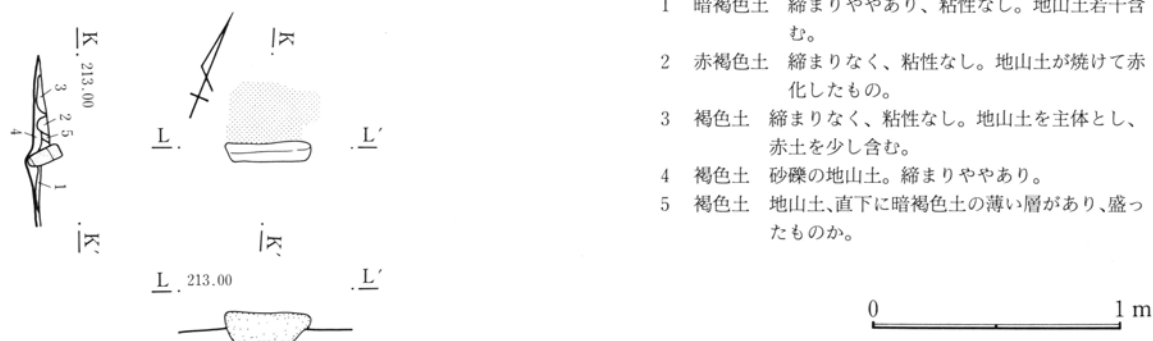 K
213.00
3
2
5
4
1
K'
K
L
L'
K'
L 213.00 L'
1 暗褐色土 締まりややあり、粘性なし。地山土若干含
む。
2 赤褐色土 締まりなく、粘性なし。地山土が焼けて赤
化したもの。
3 褐色土 締まりなく、粘性なし。地山土を主体とし、
赤土を少し含む。
4 褐色土 砂礫の地山土。締まりややあり。
5 褐色土 地山土、直下に暗褐色土の薄い層があり、盛っ
たものか。
0 1 m